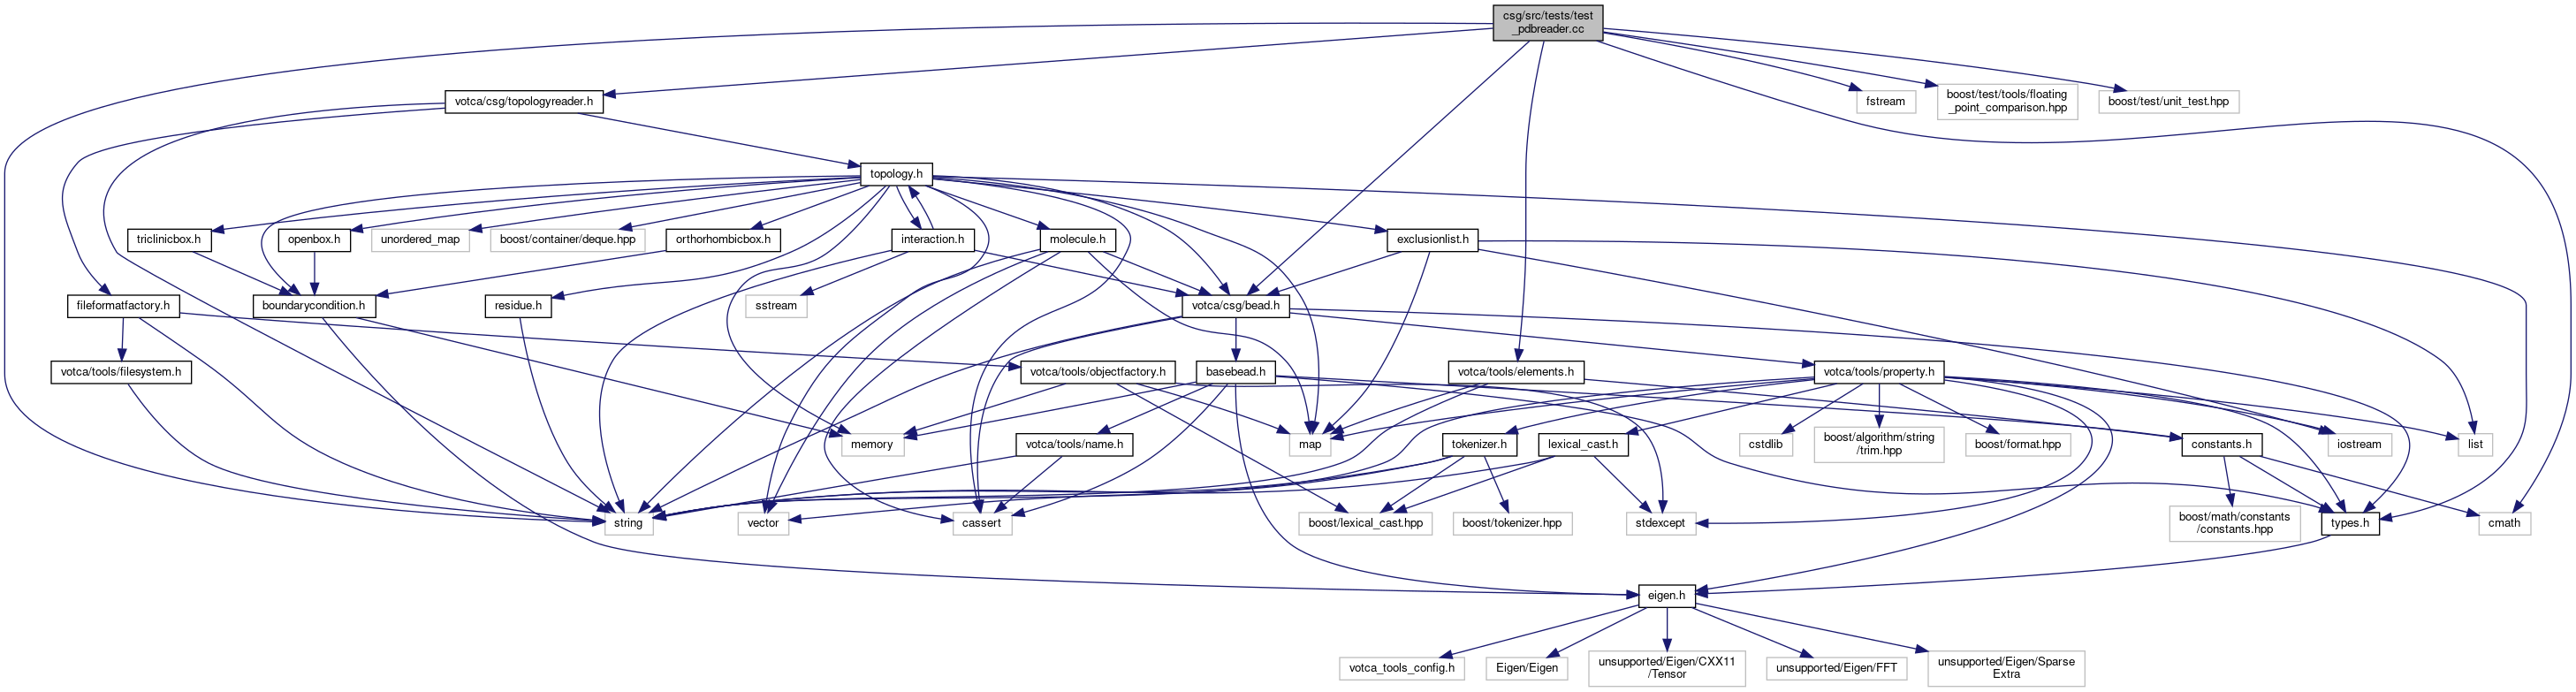 csg/src/tests/test
_pdbreader.cc
votca/csg/topologyreader.h
fstream
boost/test/tools/floating
_point_comparison.hpp
boost/test/unit_test.hpp
topology.h
triclinicbox.h
openbox.h
unordered_map
boost/container/deque.hpp
orthorhombicbox.h
interaction.h
molecule.h
exclusionlist.h
fileformatfactory.h
boundarycondition.h
residue.h
sstream
votca/csg/bead.h
votca/tools/filesystem.h
votca/tools/objectfactory.h
basebead.h
votca/tools/elements.h
votca/tools/property.h
memory
votca/tools/name.h
map
tokenizer.h
lexical_cast.h
cstdlib
boost/algorithm/string
/trim.hpp
boost/format.hpp
constants.h
iostream
list
string
vector
cassert
boost/lexical_cast.hpp
boost/tokenizer.hpp
stdexcept
boost/math/constants
/constants.hpp
types.h
cmath
eigen.h
votca_tools_config.h
Eigen/Eigen
unsupported/Eigen/CXX11
/Tensor
unsupported/Eigen/FFT
unsupported/Eigen/Sparse
Extra